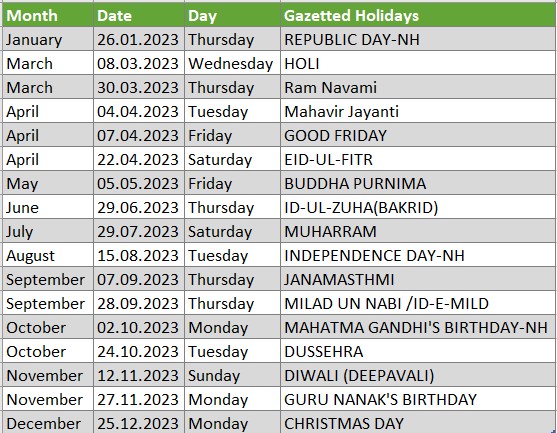 Month Date Day Gazetted Holidays
January 26.01.2023 Thursday REPUBLIC DAY-NH
March 08.03.2023 Wednesday HOLI
March 30.03.2023 Thursday Ram Navami
April 04.04.2023 Tuesday Mahavir Jayanti
April 07.04.2023 Friday GOOD FRIDAY
April 22.04.2023 Saturday EID-UL-FITR
May 05.05.2023 Friday BUDDHA PURNIMA
June 29.06.2023 Thursday ID-UL-ZUHA(BAKRID)
July 29.07.2023 Saturday MUHARRAM
August 15.08.2023 Tuesday INDEPENDENCE DAY-NH
September 07.09.2023 Thursday JANAMASTHMI
September 28.09.2023 Thursday MILAD UN NABI /ID-E-MILD
October 02.10.2023 Monday MAHATMA GANDHI'S BIRTHDAY-NH
October 24.10.2023 Tuesday DUSSEHRA
November 12.11.2023 Sunday DIWALI (DEEPAVALI)
November 27.11.2023 Monday GURU NANAK'S BIRTHDAY
December 25.12.2023 Monday CHRISTMAS DAY